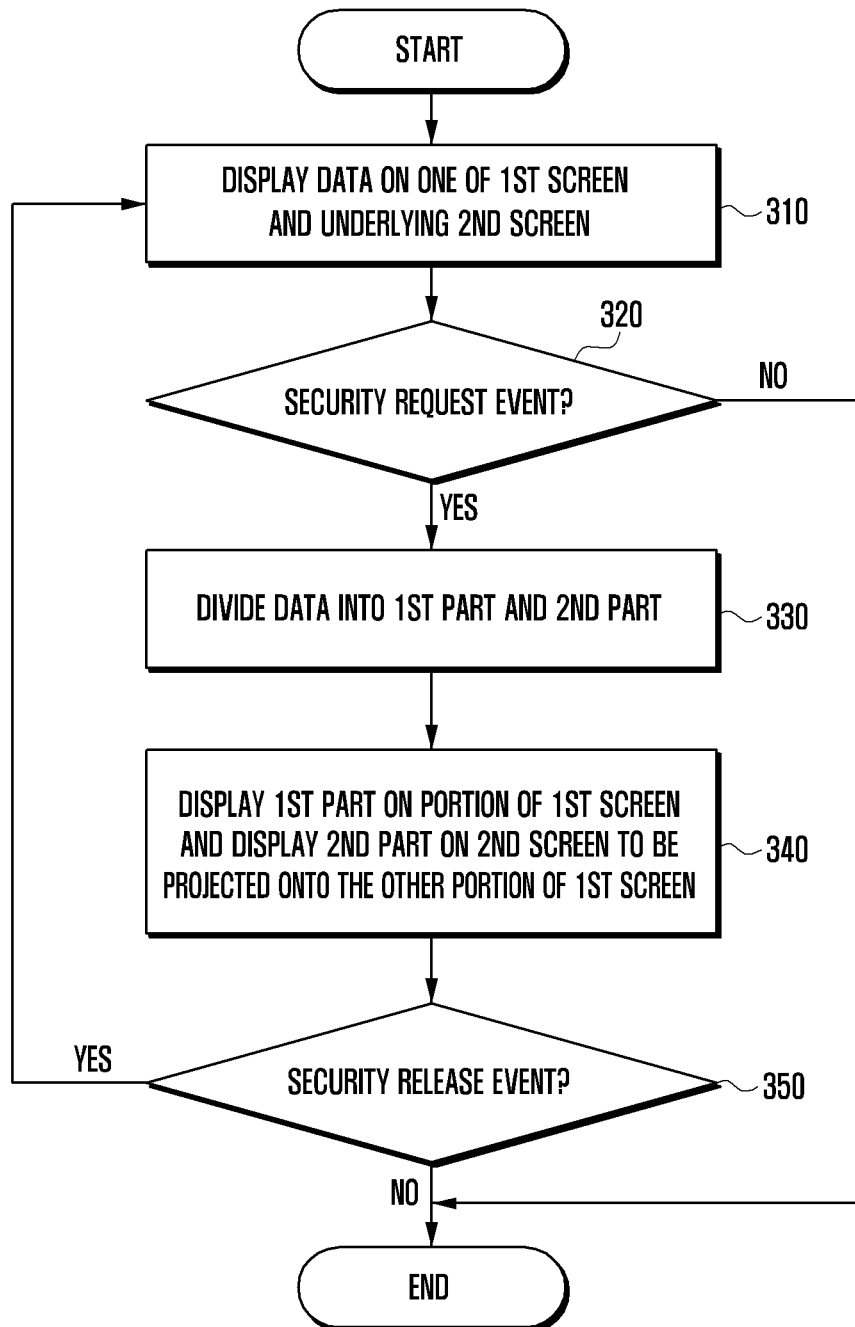 START
DISPLAY DATA ON ONE OF 1ST SCREEN
AND UNDERLYING 2ND SCREEN
310
320
SECURITY REQUEST EVENT?
NO
YES
DIVIDE DATA INTO 1ST PART AND 2ND PART
330
DISPLAY 1ST PART ON PORTION OF 1ST SCREEN
AND DISPLAY 2ND PART ON 2ND SCREEN TO BE
PROJECTED ONTO THE OTHER PORTION OF 1ST SCREEN
340
YES
SECURITY RELEASE EVENT?
350
NO
END